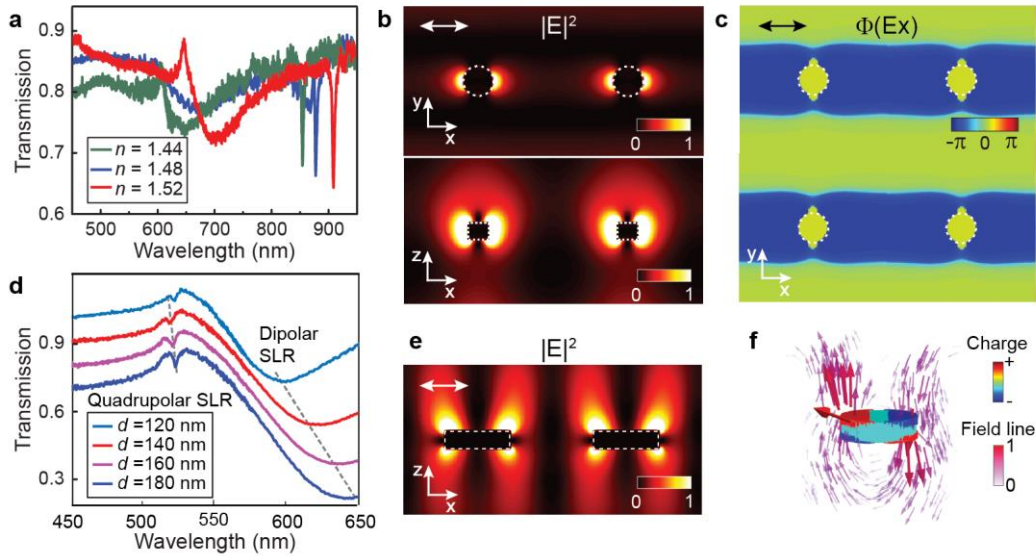 a
0.9
0.8
0.7
0.6
Transmission
n = 1.44
n = 1.48
n = 1.52
500 600 700 800 900
Wavelength (nm)
b
|E|²
y
x
0 1
z
x
0 1
c
Φ(Ex)
-π 0 π
y
x
d
0.9
0.6
0.3
Transmission
Dipolar
SLR
Quadrupolar SLR
d =120 nm
d =140 nm
d =160 nm
d =180 nm
450 500 550 600 650
Wavelength (nm)
e
|E|²
z
x
0 1
f
Charge
+
-
Field line
1
0